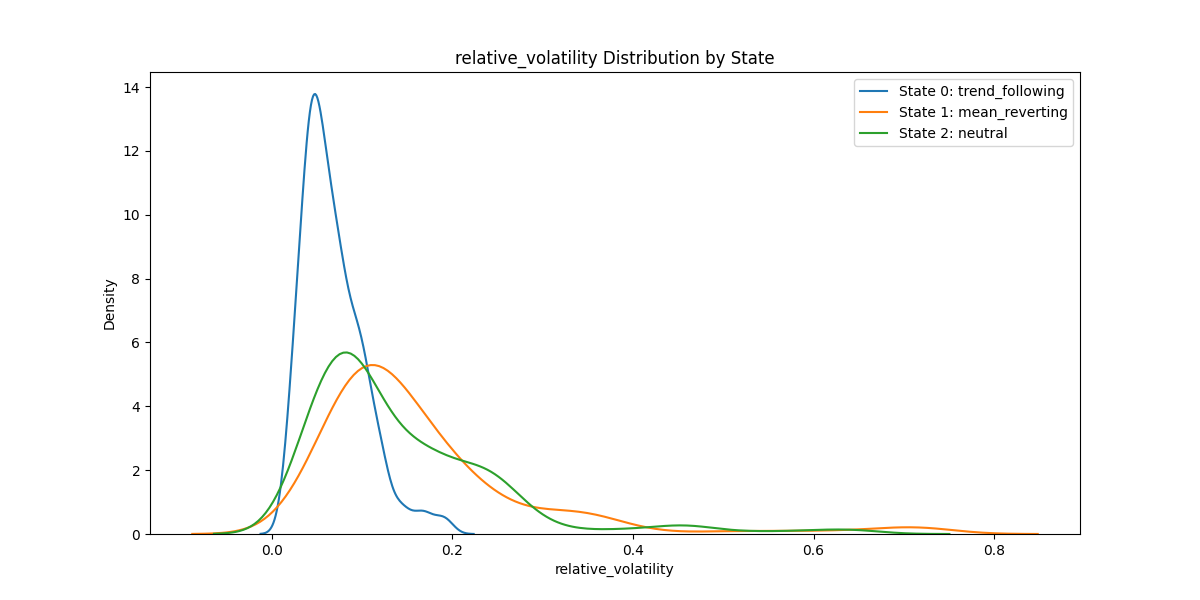 relative_volatility Distribution by State
State 0: trend_following
State 1: mean_reverting
State 2: neutral
Density
14
12
10
8
6
4
2
0
0.0 0.2 0.4 0.6 0.8
relative_volatility